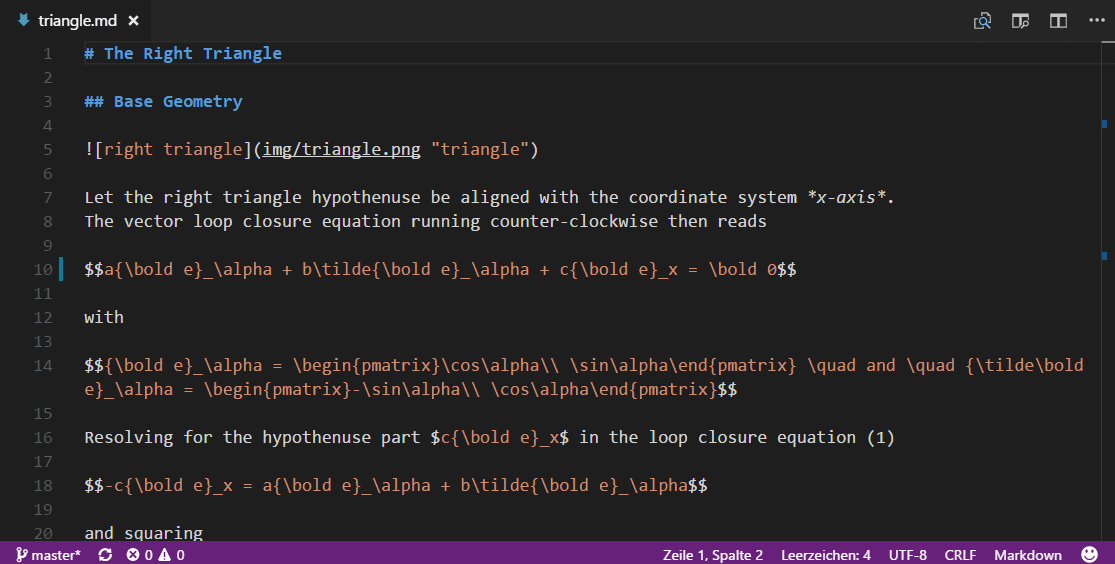 triangle.md
1 # The Right Triangle
2
3 ## Base Geometry
4
5 ![right triangle](img/triangle.png "triangle")
6
7 Let the right triangle hypothenuse be aligned with the coordinate system *x-axis*.
8 The vector loop closure equation running counter-clockwise then reads
9
10 $$a{\bold e}_\alpha + b\tilde{\bold e}_\alpha + c{\bold e}_x = \bold 0$$
11
12 with
13
14 $${\bold e}_\alpha = \begin{pmatrix}\cos\alpha\\ \sin\alpha\end{pmatrix} \quad and \quad {\tilde\bold
e}_\alpha = \begin{pmatrix}-\sin\alpha\\ \cos\alpha\end{pmatrix}$$
15
16 Resolving for the hypothenuse part $c{\bold e}_x$ in the loop closure equation (1)
17
18 $$-c{\bold e}_x = a{\bold e}_\alpha + b\tilde{\bold e}_\alpha$$
19
20 and squaring
master* 0 0 Zeile 1, Spalte 2 Leerzeichen: 4 UTF-8 CRLF Markdown